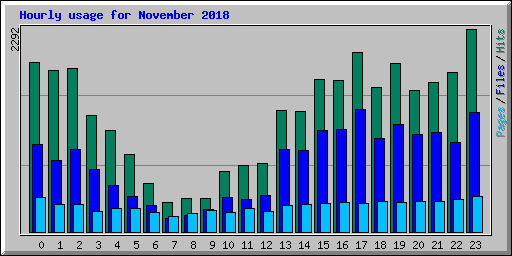 Hourly usage for November 2018
2292
Pages/Files/Hits
0 1 2 3 4 5 6 7 8 9 10 11 12 13 14 15 16 17 18 19 20 21 22 23